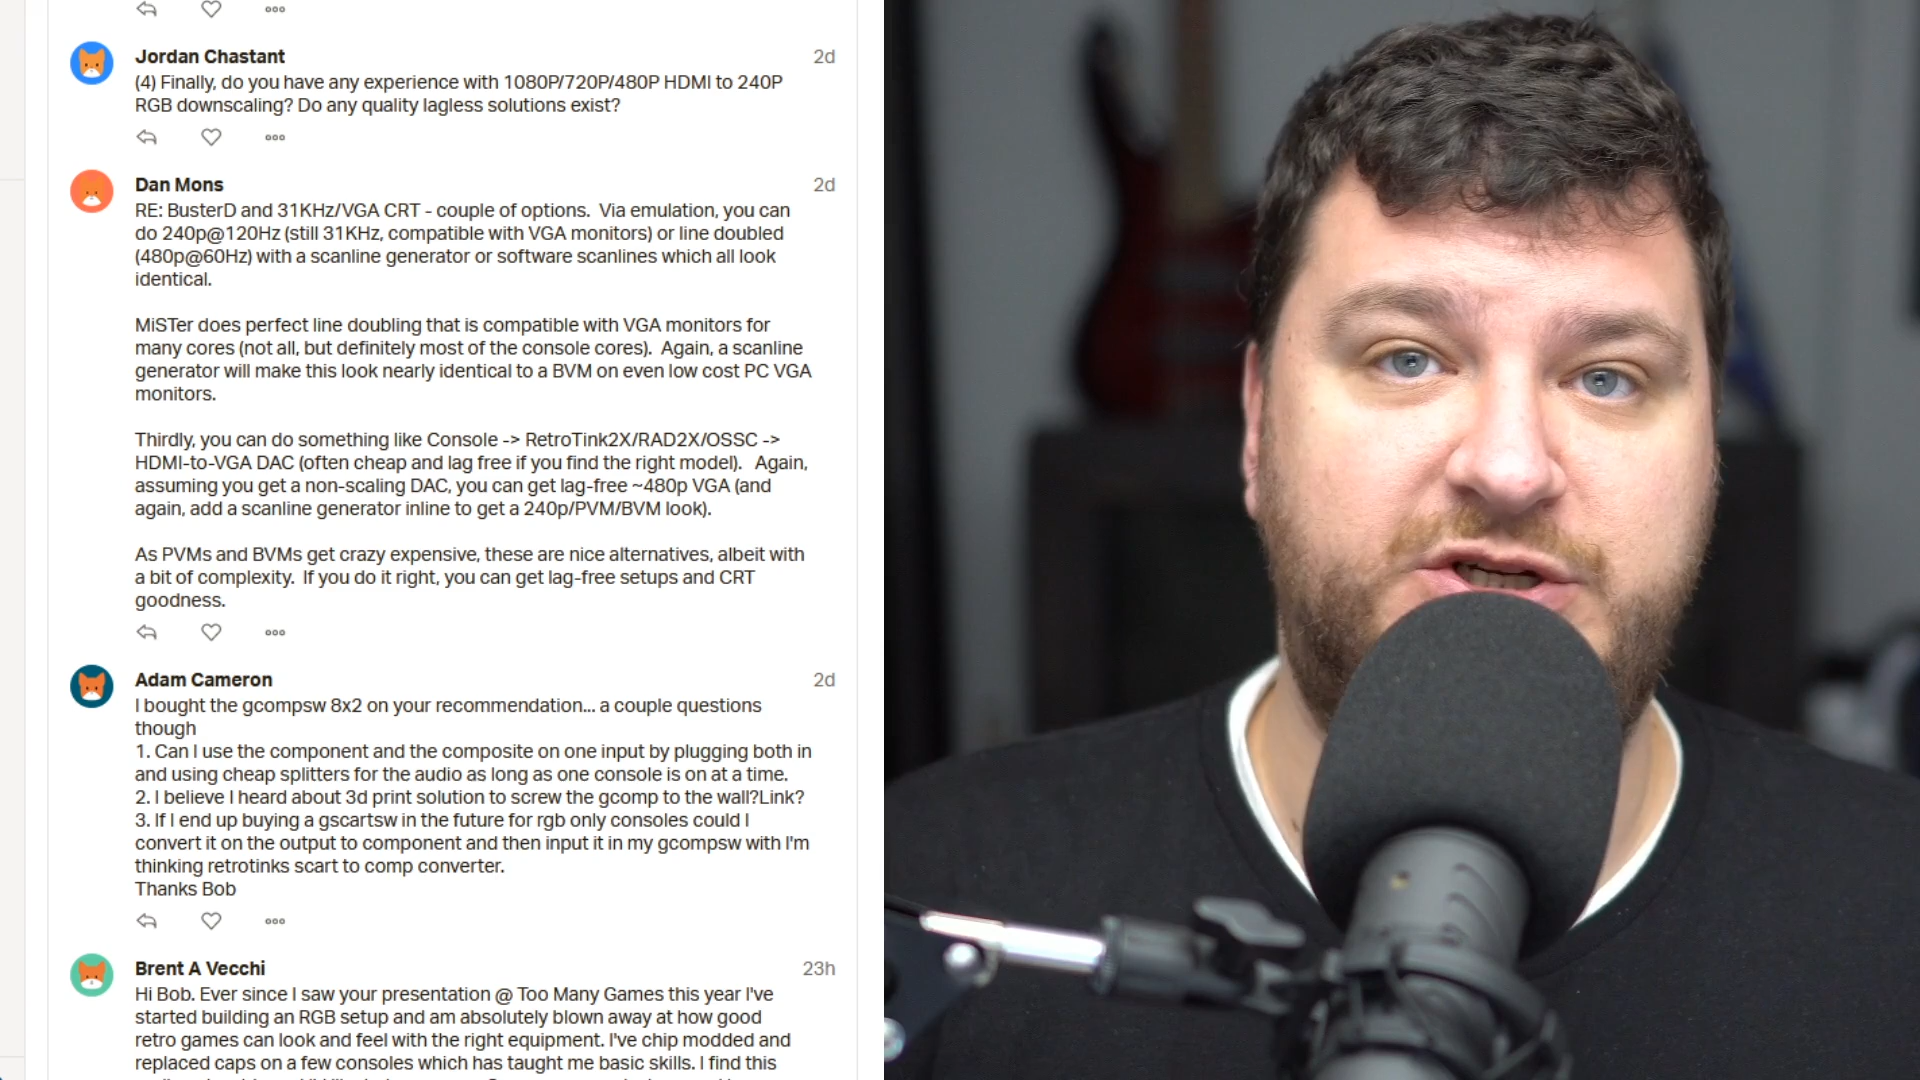 Jordan Chastant 2d
(4) Finally, do you have any experience with 1080P/720P/480P HDMI to 240P
RGB downscaling? Do any quality lagless solutions exist?
Dan Mons 2d
RE: BusterD and 31KHz/VGA CRT - couple of options.  Via emulation, you can
do 240p@120Hz (still 31KHz, compatible with VGA monitors) or line doubled
(480p@60Hz) with a scanline generator or software scanlines which all look
identical.
MiSTer does perfect line doubling that is compatible with VGA monitors for
many cores (not all, but definitely most of the console cores).  Again, a scanline
generator will make this look nearly identical to a BVM on even low cost PC VGA
monitors.
Thirdly, you can do something like Console -> RetroTink2X/RAD2X/OSSC ->
HDMI-to-VGA DAC (often cheap and lag free if you find the right model).   Again,
assuming you get a non-scaling DAC, you can get lag-free ~480p VGA (and
again, add a scanline generator inline to get a 240p/PVM/BVM look).
As PVMs and BVMs get crazy expensive, these are nice alternatives, albeit with
a bit of complexity.  If you do it right, you can get lag-free setups and CRT
goodness.
Adam Cameron 2d
I bought the gcompsw 8x2 on your recommendation... a couple questions
though
1. Can I use the component and the composite on one input by plugging both in
and using cheap splitters for the audio as long as one console is on at a time.
2. I believe I heard about 3d print solution to screw the gcomp to the wall?Link?
3. If I end up buying a gscartsw in the future for rgb only consoles could I
convert it on the output to component and then input it in my gcompsw with I'm
thinking retrotinks scart to comp converter.
Thanks Bob
Brent A Vecchi 23h
Hi Bob. Ever since I saw your presentation @ Too Many Games this year I've
started building an RGB setup and am absolutely blown away at how good
retro games can look and feel with the right equipment. I've chip modded and
replaced caps on a few consoles which has taught me basic skills. I find this